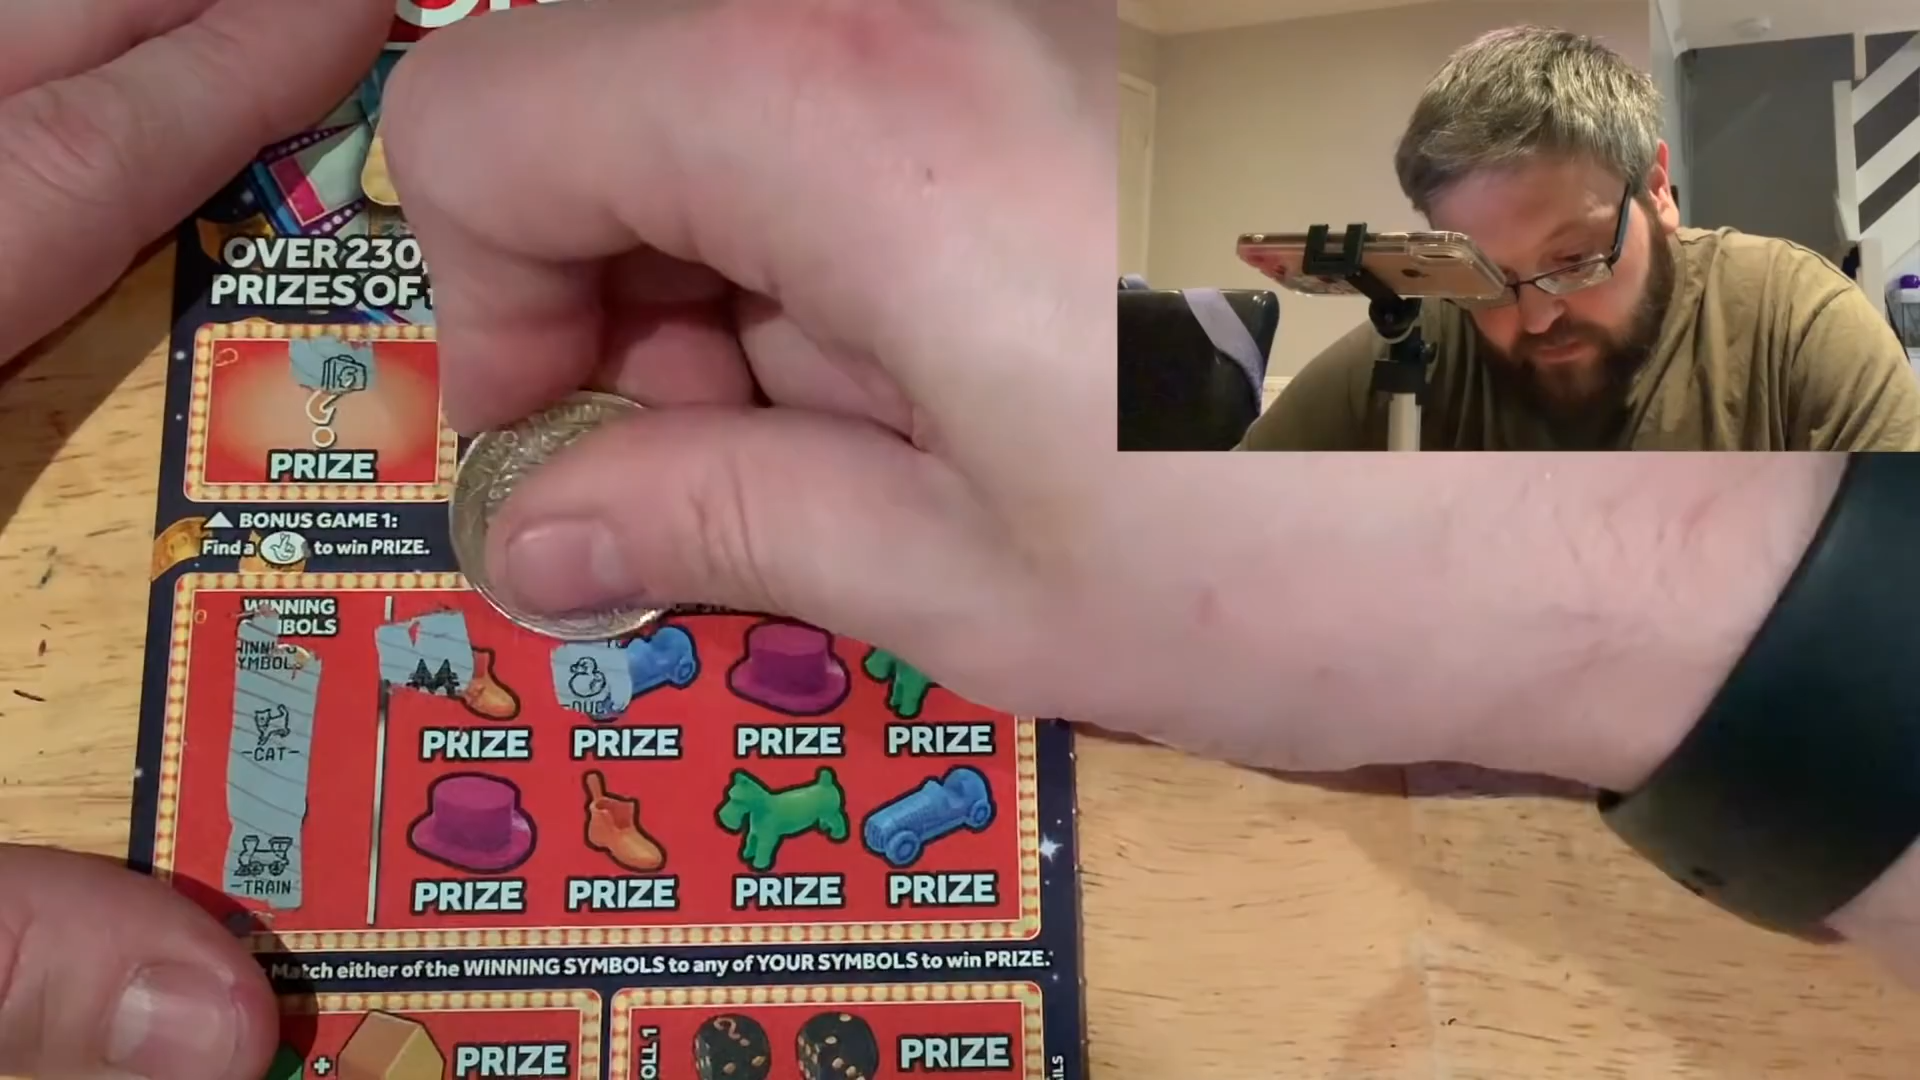 OVER 230,
PRIZES OF
PRIZE
BONUS GAME 1:
Find a to win PRIZE.
WINNING
SYMBOLS
CAT
TRAIN
PRIZE PRIZE PRIZE PRIZE
PRIZE PRIZE PRIZE PRIZE
Match either of the WINNING SYMBOLS to any of YOUR SYMBOLS to win PRIZE.
+ PRIZE
PRIZE